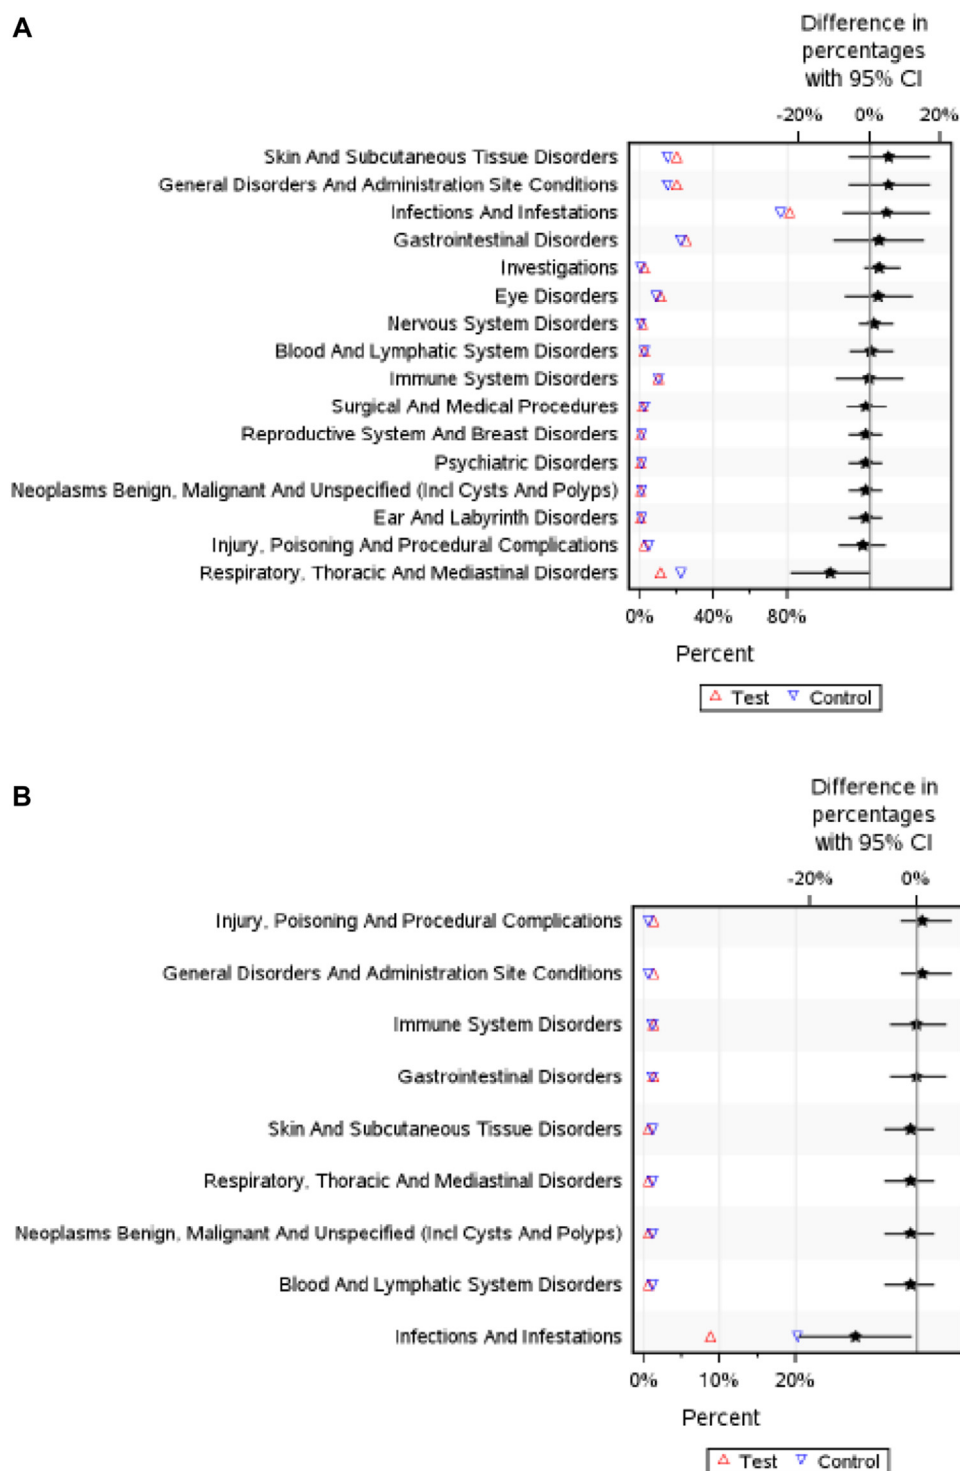 A
Difference in
percentages
with 95% CI
-20% 0% 20%
Skin And Subcutaneous Tissue Disorders
General Disorders And Administration Site Conditions
Infections And Infestations
Gastrointestinal Disorders
Investigations
Eye Disorders
Nervous System Disorders
Blood And Lymphatic System Disorders
Immune System Disorders
Surgical And Medical Procedures
Reproductive System And Breast Disorders
Psychiatric Disorders
Neoplasms Benign, Malignant And Unspecified (Incl Cysts And Polyps)
Ear And Labyrinth Disorders
Injury, Poisoning And Procedural Complications
Respiratory, Thoracic And Mediastinal Disorders
0% 40% 80%
Percent
Test Control
B
Difference in
percentages
with 95% CI
-20% 0%
Injury, Poisoning And Procedural Complications
General Disorders And Administration Site Conditions
Immune System Disorders
Gastrointestinal Disorders
Skin And Subcutaneous Tissue Disorders
Respiratory, Thoracic And Mediastinal Disorders
Neoplasms Benign, Malignant And Unspecified (Incl Cysts And Polyps)
Blood And Lymphatic System Disorders
Infections And Infestations
0% 10% 20%
Percent
Test Control